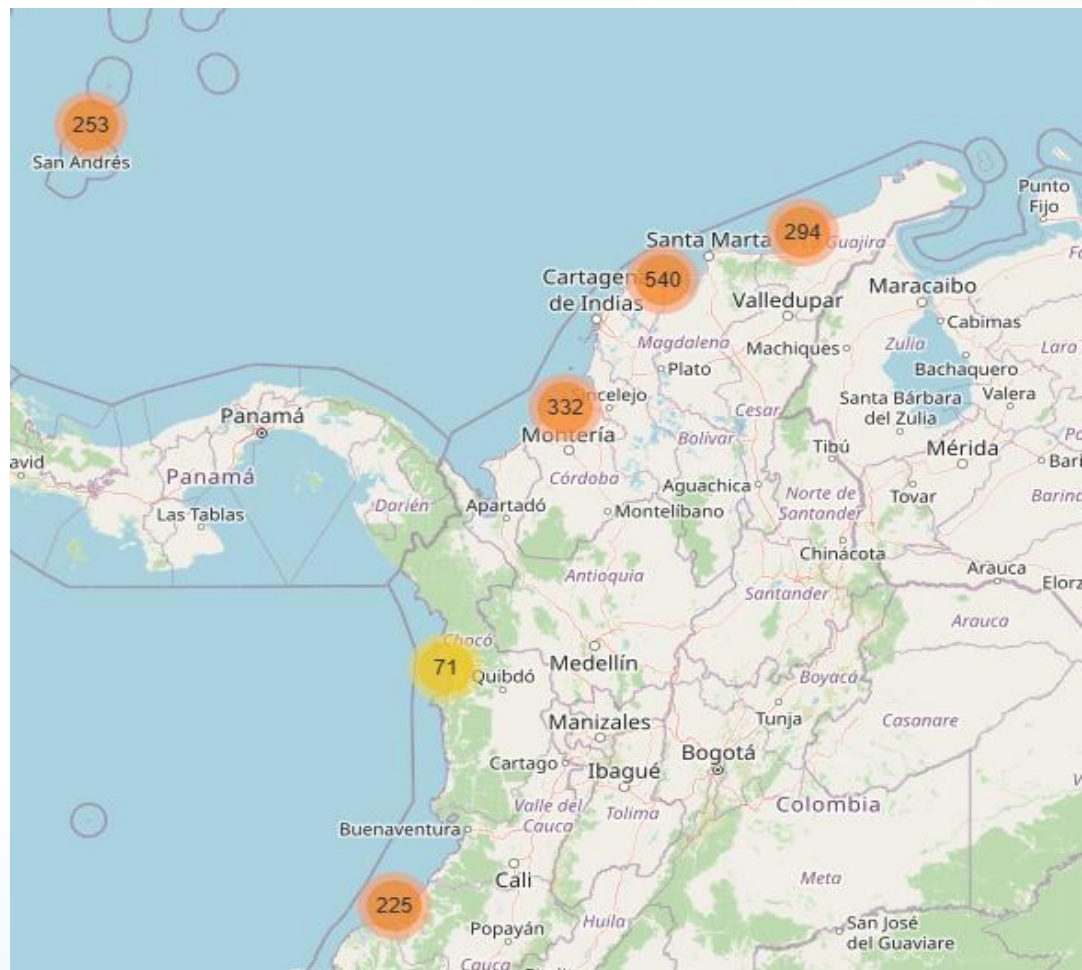 253
San Andrés
Punto
Fijo
294
Santa Marta
Guajira
540
Cartagen
de Indias
Valledupar
Maracaibo
Cabimas
Magdalena
Machiques
Zulia
Lara
Plato
Bachaquero
332
ncelejo
Santa Bárbara
del Zulia
Valera
Cesar
Panamá
Montería
Bolívar
Tibú
Mérida
avid
Panamá
Córdoba
Aguachica
Norte de
Santander
Tovar
Bari
Barina
Darién
Apartadó
Montelíbano
Las Tablas
Chinácota
Antioquia
Santander
Arauca
Elorz
Arauca
Chocó
Medellín
71
Quibdó
Boyacá
Manizales
Tunja
Casanare
Cartago
Ibagué
Bogotá
Valle del
Cauca
Tolima
Colombia
Buenaventura
Cali
Meta
225
Popayán
Huila
San José
del Guaviare
Cauca